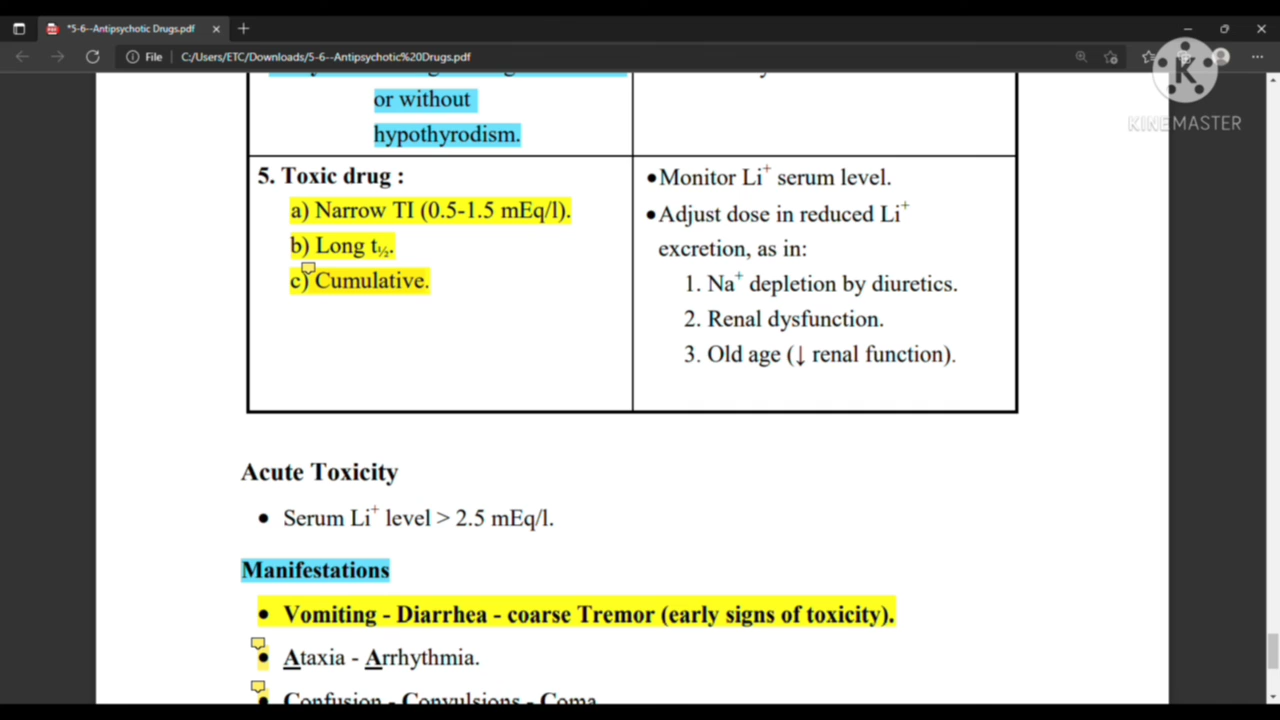 *5-6--Antipsychotic Drugs.pdf
File
C:/Users/ETC/Downloads/5-6--Antipsychotic%20Drugs.pdf
K
KINEMASTER
or without
hypothyrodism.
5. Toxic drug :
a) Narrow TI (0.5-1.5 mEq/l).
b) Long t½.
c) Cumulative.
•Monitor Li+ serum level.
•Adjust dose in reduced Li+
excretion, as in:
1. Na+ depletion by diuretics.
2. Renal dysfunction.
3. Old age (↓ renal function).
Acute Toxicity
• Serum Li+ level > 2.5 mEq/l.
Manifestations
• Vomiting - Diarrhea - coarse Tremor (early signs of toxicity).
• Ataxia - Arrhythmia.
• Confusion - Convulsions - Coma